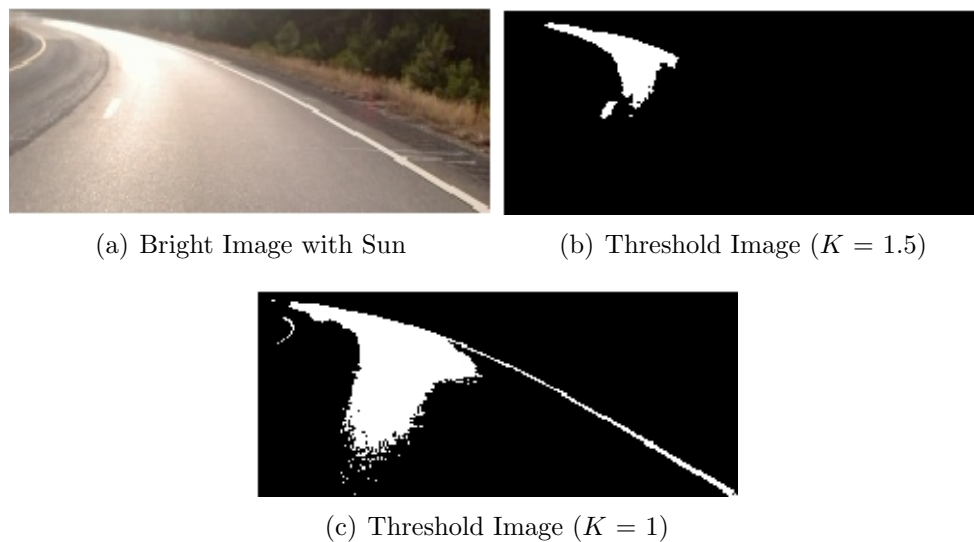 (a) Bright Image with Sun
(b) Threshold Image (K = 1.5)
(c) Threshold Image (K = 1)